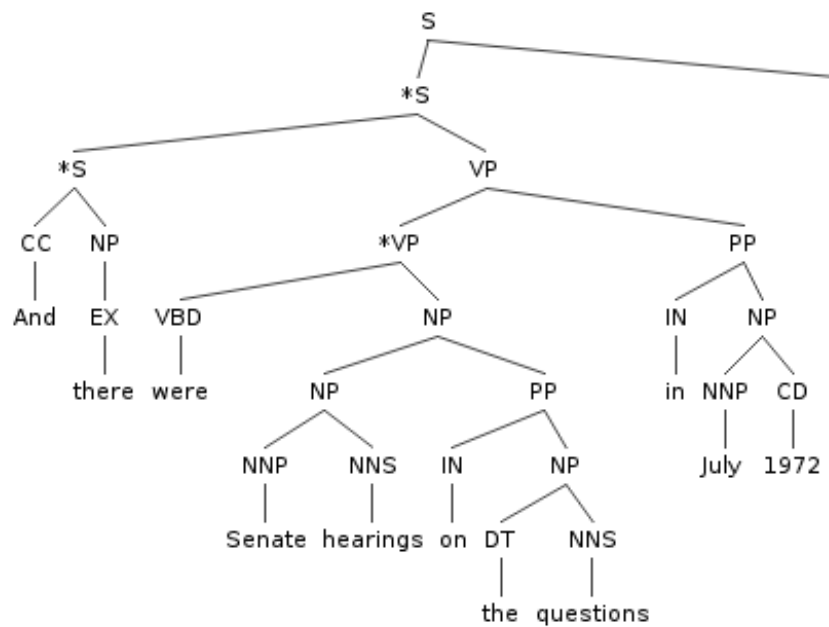 S
*S
*S VP
CC NP *VP PP
And EX VBD NP IN NP
there were NP PP in NNP CD
NNP NNS IN NP July 1972
Senate hearings on DT NNS
the questions